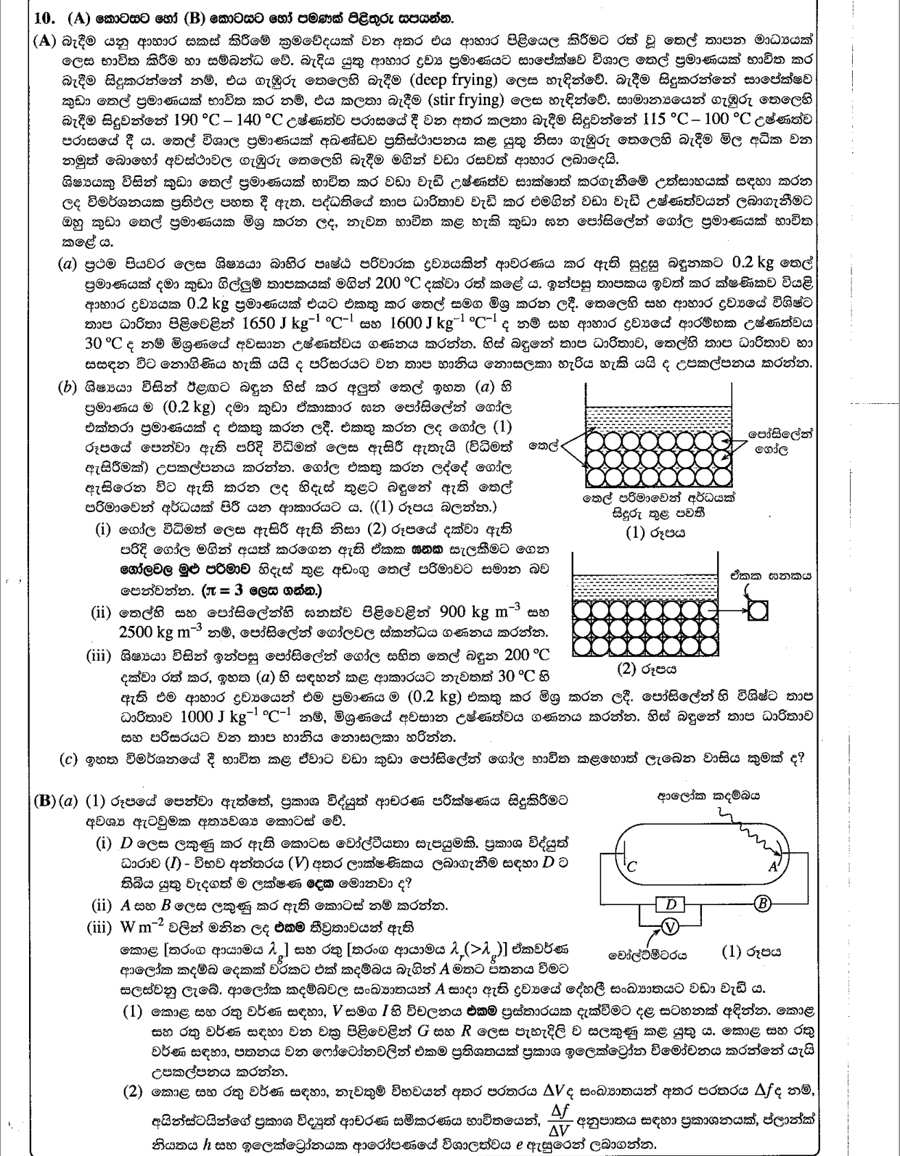 10. (A) කොටසට හෝ (B) කොටසට හෝ පමණක් පිළිතුරු සපයන්න.
(A) බැදීම යනු ආහාර සකස් කිරීමේ ක්‍රමවේදයක් වන අතර එය ආහාර පිළියෙල කිරීමට රත් වූ තෙල් තාපන මාධ්‍යයක්
ලෙස භාවිත කිරීම හා සම්බන්ධ වේ. බැදිය යුතු ආහාර ද්‍රව්‍ය ප්‍රමාණයට සාපේක්ෂව විශාල තෙල් ප්‍රමාණයක් භාවිත කර
බැදීම සිදුකරන්නේ නම්, එය ගැඹුරු තෙලෙහි බැදීම (deep frying) ලෙස හැඳින්වේ. බැදීම සිදුකරන්නේ සාපේක්ෂව
කුඩා තෙල් ප්‍රමාණයක් භාවිත කර නම්, එය කලතා බැදීම (stir frying) ලෙස හැඳින්වේ. සාමාන්‍යයෙන් ගැඹුරු තෙලෙහි
බැදීම සිදුවන්නේ 190 °C – 140 °C උෂ්ණත්ව පරාසයේ දී වන අතර කලතා බැදීම සිදුවන්නේ 115 °C – 100 °C උෂ්ණත්ව
පරාසයේ දී ය. තෙල් විශාල ප්‍රමාණයක් අඛණ්ඩව ප්‍රතිස්ථාපනය කළ යුතු නිසා ගැඹුරු තෙලෙහි බැදීම මිල අධික වන
නමුත් බොහෝ අවස්ථාවල ගැඹුරු තෙලෙහි බැදීම මගින් වඩා රසවත් ආහාර ලබාදෙයි.
ශිෂ්‍යයකු විසින් කුඩා තෙල් ප්‍රමාණයක් භාවිත කර වඩා වැඩි උෂ්ණත්ව සාක්ෂාත් කරගැනීමේ උත්සාහයක් සඳහා කරන
ලද විමර්ශනයක ප්‍රතිඵල පහත දී ඇත. පද්ධතියේ තාප ධාරිතාව වැඩි කර එමගින් වඩා වැඩි උෂ්ණත්වයන් ලබාගැනීමට
ඔහු කුඩා තෙල් ප්‍රමාණයක මිශ්‍ර කරන ලද, නැවත භාවිත කළ හැකි කුඩා ඝන පෝසිලේන් ගෝල ප්‍රමාණයක් භාවිත
කළේ ය.
(a) ප්‍රථම පියවර ලෙස ශිෂ්‍යයා බාහිර පෘෂ්ඨ පරිවාරක ද්‍රව්‍යයකින් ආවරණය කර ඇති සුදුසු බඳුනකට 0.2 kg තෙල්
ප්‍රමාණයක් දමා කුඩා ගිල්ලුම් තාපකයක් මගින් 200 °C දක්වා රත් කළේ ය. ඉන්පසු තාපකය ඉවත් කර ක්ෂණිකව වියළි
ආහාර ද්‍රව්‍යයක 0.2 kg ප්‍රමාණයක් එයට එකතු කර තෙල් සමග මිශ්‍ර කරන ලදී. තෙලෙහි සහ ආහාර ද්‍රව්‍යයේ විශිෂ්ට
තාප ධාරිතා පිළිවෙළින් 1650 J kg⁻¹ °C⁻¹ සහ 1600 J kg⁻¹ °C⁻¹ ද නම් සහ ආහාර ද්‍රව්‍යයේ ආරම්භක උෂ්ණත්වය
30 °C ද නම් මිශ්‍රණයේ අවසාන උෂ්ණත්වය ගණනය කරන්න. හිස් බඳුනේ තාප ධාරිතාව, තෙල්හි තාප ධාරිතාව හා
සසඳන විට නොගිණිය හැකි යයි ද පරිසරයට වන තාප හානිය නොසලකා හැරිය හැකි යයි ද උපකල්පනය කරන්න.
(b) ශිෂ්‍යයා විසින් ඊළඟට බඳුන හිස් කර අලුත් තෙල් ඉහත (a) හි
ප්‍රමාණය ම (0.2 kg) දමා කුඩා ඒකාකාර ඝන පෝසිලේන් ගෝල
එක්තරා ප්‍රමාණයක් ද එකතු කරන ලදී. එකතු කරන ලද ගෝල (1)
රූපයේ පෙන්වා ඇති පරිදි විධිමත් ලෙස ඇසිරී ඇතැයි (විධිමත්
ඇසිරීමක්) උපකල්පනය කරන්න. ගෝල එකතු කරන ලද්දේ ගෝල
ඇසිරෙන විට ඇති කරන ලද හිදැස් තුළට බඳුනේ ඇති තෙල්
පරිමාවෙන් අර්ධයක් පිරී යන ආකාරයට ය. ((1) රූපය බලන්න.)
තෙල්
පෝසිලේන්
ගෝල
තෙල් පරිමාවෙන් අර්ධයක්
සිදුරු තුළ පවතී
(1) රූපය
(i) ගෝල විධිමත් ලෙස ඇසිරී ඇති නිසා (2) රූපයේ දක්වා ඇති
පරිදි ගෝල මගින් අයත් කරගෙන ඇති ඒකක ඝනක සැලකීමට ගෙන
ගෝලවල මුළු පරිමාව හිදැස් තුළ අඩංගු තෙල් පරිමාවට සමාන බව
පෙන්වන්න. (π = 3 ලෙස ගන්න.)
ඒකක ඝනකය
(2) රූපය
(ii) තෙල්හි සහ පෝසිලේන්හි ඝනත්ව පිළිවෙළින් 900 kg m⁻³ සහ
2500 kg m⁻³ නම්, පෝසිලේන් ගෝලවල ස්කන්ධය ගණනය කරන්න.
(iii) ශිෂ්‍යයා විසින් ඉන්පසු පෝසිලේන් ගෝල සහිත තෙල් බඳුන 200 °C
දක්වා රත් කර, ඉහත (a) හි සඳහන් කළ ආකාරයට නැවතත් 30 °C හි
ඇති එම ආහාර ද්‍රව්‍යයෙන් එම ප්‍රමාණය ම (0.2 kg) එකතු කර මිශ්‍ර කරන ලදී. පෝසිලේන් හි විශිෂ්ට තාප
ධාරිතාව 1000 J kg⁻¹ °C⁻¹ නම්, මිශ්‍රණයේ අවසාන උෂ්ණත්වය ගණනය කරන්න. හිස් බඳුනේ තාප ධාරිතාව
සහ පරිසරයට වන තාප හානිය නොසලකා හරින්න.
(c) ඉහත විමර්ශනයේ දී භාවිත කළ ඒවාට වඩා කුඩා පෝසිලේන් ගෝල භාවිත කළහොත් ලැබෙන වාසිය කුමක් ද?
(B) (a) (1) රූපයේ පෙන්වා ඇත්තේ, ප්‍රකාශ විද්‍යුත් ආචරණ පරීක්ෂණය සිදුකිරීමට
අවශ්‍ය ඇටවුමක අත්‍යවශ්‍ය කොටස් වේ.
(i) D ලෙස ලකුණු කර ඇති කොටස වෝල්ටීයතා සැපයුමකි. ප්‍රකාශ විද්‍යුත්
ධාරාව (I) - විභව අන්තරය (V) අතර ලාක්ෂණිකය ලබාගැනීම සඳහා D ට
තිබිය යුතු වැදගත් ම ලක්ෂණ දෙක මොනවා ද?
(ii) A සහ B ලෙස ලකුණු කර ඇති කොටස් නම් කරන්න.
(iii) W m⁻² වලින් මනින ලද එකම තීව්‍රතාවයන් ඇති
කොළ [තරංග ආයාමය λg] සහ රතු [තරංග ආයාමය λr(>λg)] ඒකවර්ණ
ආලෝක කදම්බ දෙකක් වරකට එක් කදම්බය බැගින් A මතට පතනය වීමට
සලස්වනු ලැබේ. ආලෝක කදම්බවල සංඛ්‍යාතයන් A සාදා ඇති ද්‍රව්‍යයේ දේහලී සංඛ්‍යාතයට වඩා වැඩි ය.
ආලෝක කදම්බය
C
A
D
B
V
වෝල්ට්මීටරය
(1) රූපය
(1) කොළ සහ රතු වර්ණ සඳහා, V සමග I හි විචලනය එකම ප්‍රස්තාරයක දැක්වීමට දළ සටහනක් අඳින්න. කොළ
සහ රතු වර්ණ සඳහා වන වක්‍ර පිළිවෙළින් G සහ R ලෙස පැහැදිලි ව ලකුණු කළ යුතු ය. කොළ සහ රතු
වර්ණ සඳහා, පතනය වන ෆෝටෝනවලින් එකම ප්‍රතිශතයක් ප්‍රකාශ ඉලෙක්ට්‍රෝන විමෝචනය කරන්නේ යැයි
උපකල්පනය කරන්න.
(2) කොළ සහ රතු වර්ණ සඳහා, නැවතුම් විභවයන් අතර පරතරය ΔV ද සංඛ්‍යාතයන් අතර පරතරය Δf ද නම්,
අයින්ස්ටයින්ගේ ප්‍රකාශ විද්‍යුත් ආචරණ සමීකරණය භාවිතයෙන්, Δf/ΔV අනුපාතය සඳහා ප්‍රකාශනයක්, ප්ලාන්ක්
නියතය h සහ ඉලෙක්ට්‍රෝනයක ආරෝපණයේ විශාලත්වය e ඇසුරෙන් ලබාගන්න.